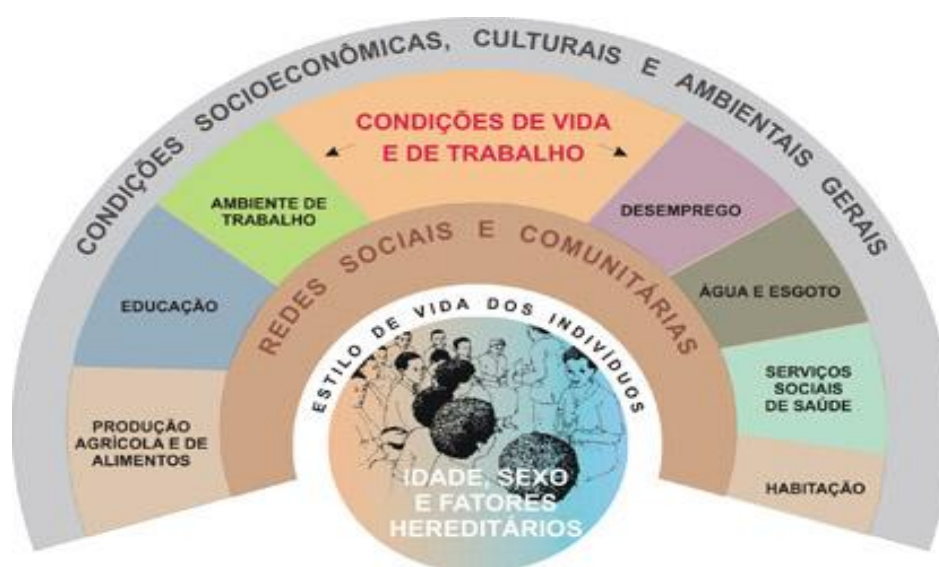 CONDIÇÕES SOCIOECONÔMICAS, CULTURAIS E AMBIENTAIS GERAIS
CONDIÇÕES DE VIDA
E DE TRABALHO
AMBIENTE DE
TRABALHO
DESEMPREGO
EDUCAÇÃO
ÁGUA E ESGOTO
PRODUÇÃO
AGRÍCOLA E DE
ALIMENTOS
SERVIÇOS
SOCIAIS
DE SAÚDE
HABITAÇÃO
REDES SOCIAIS E COMUNITÁRIAS
ESTILO DE VIDA DOS INDIVÍDUOS
IDADE, SEXO
E FATORES
HEREDITÁRIOS